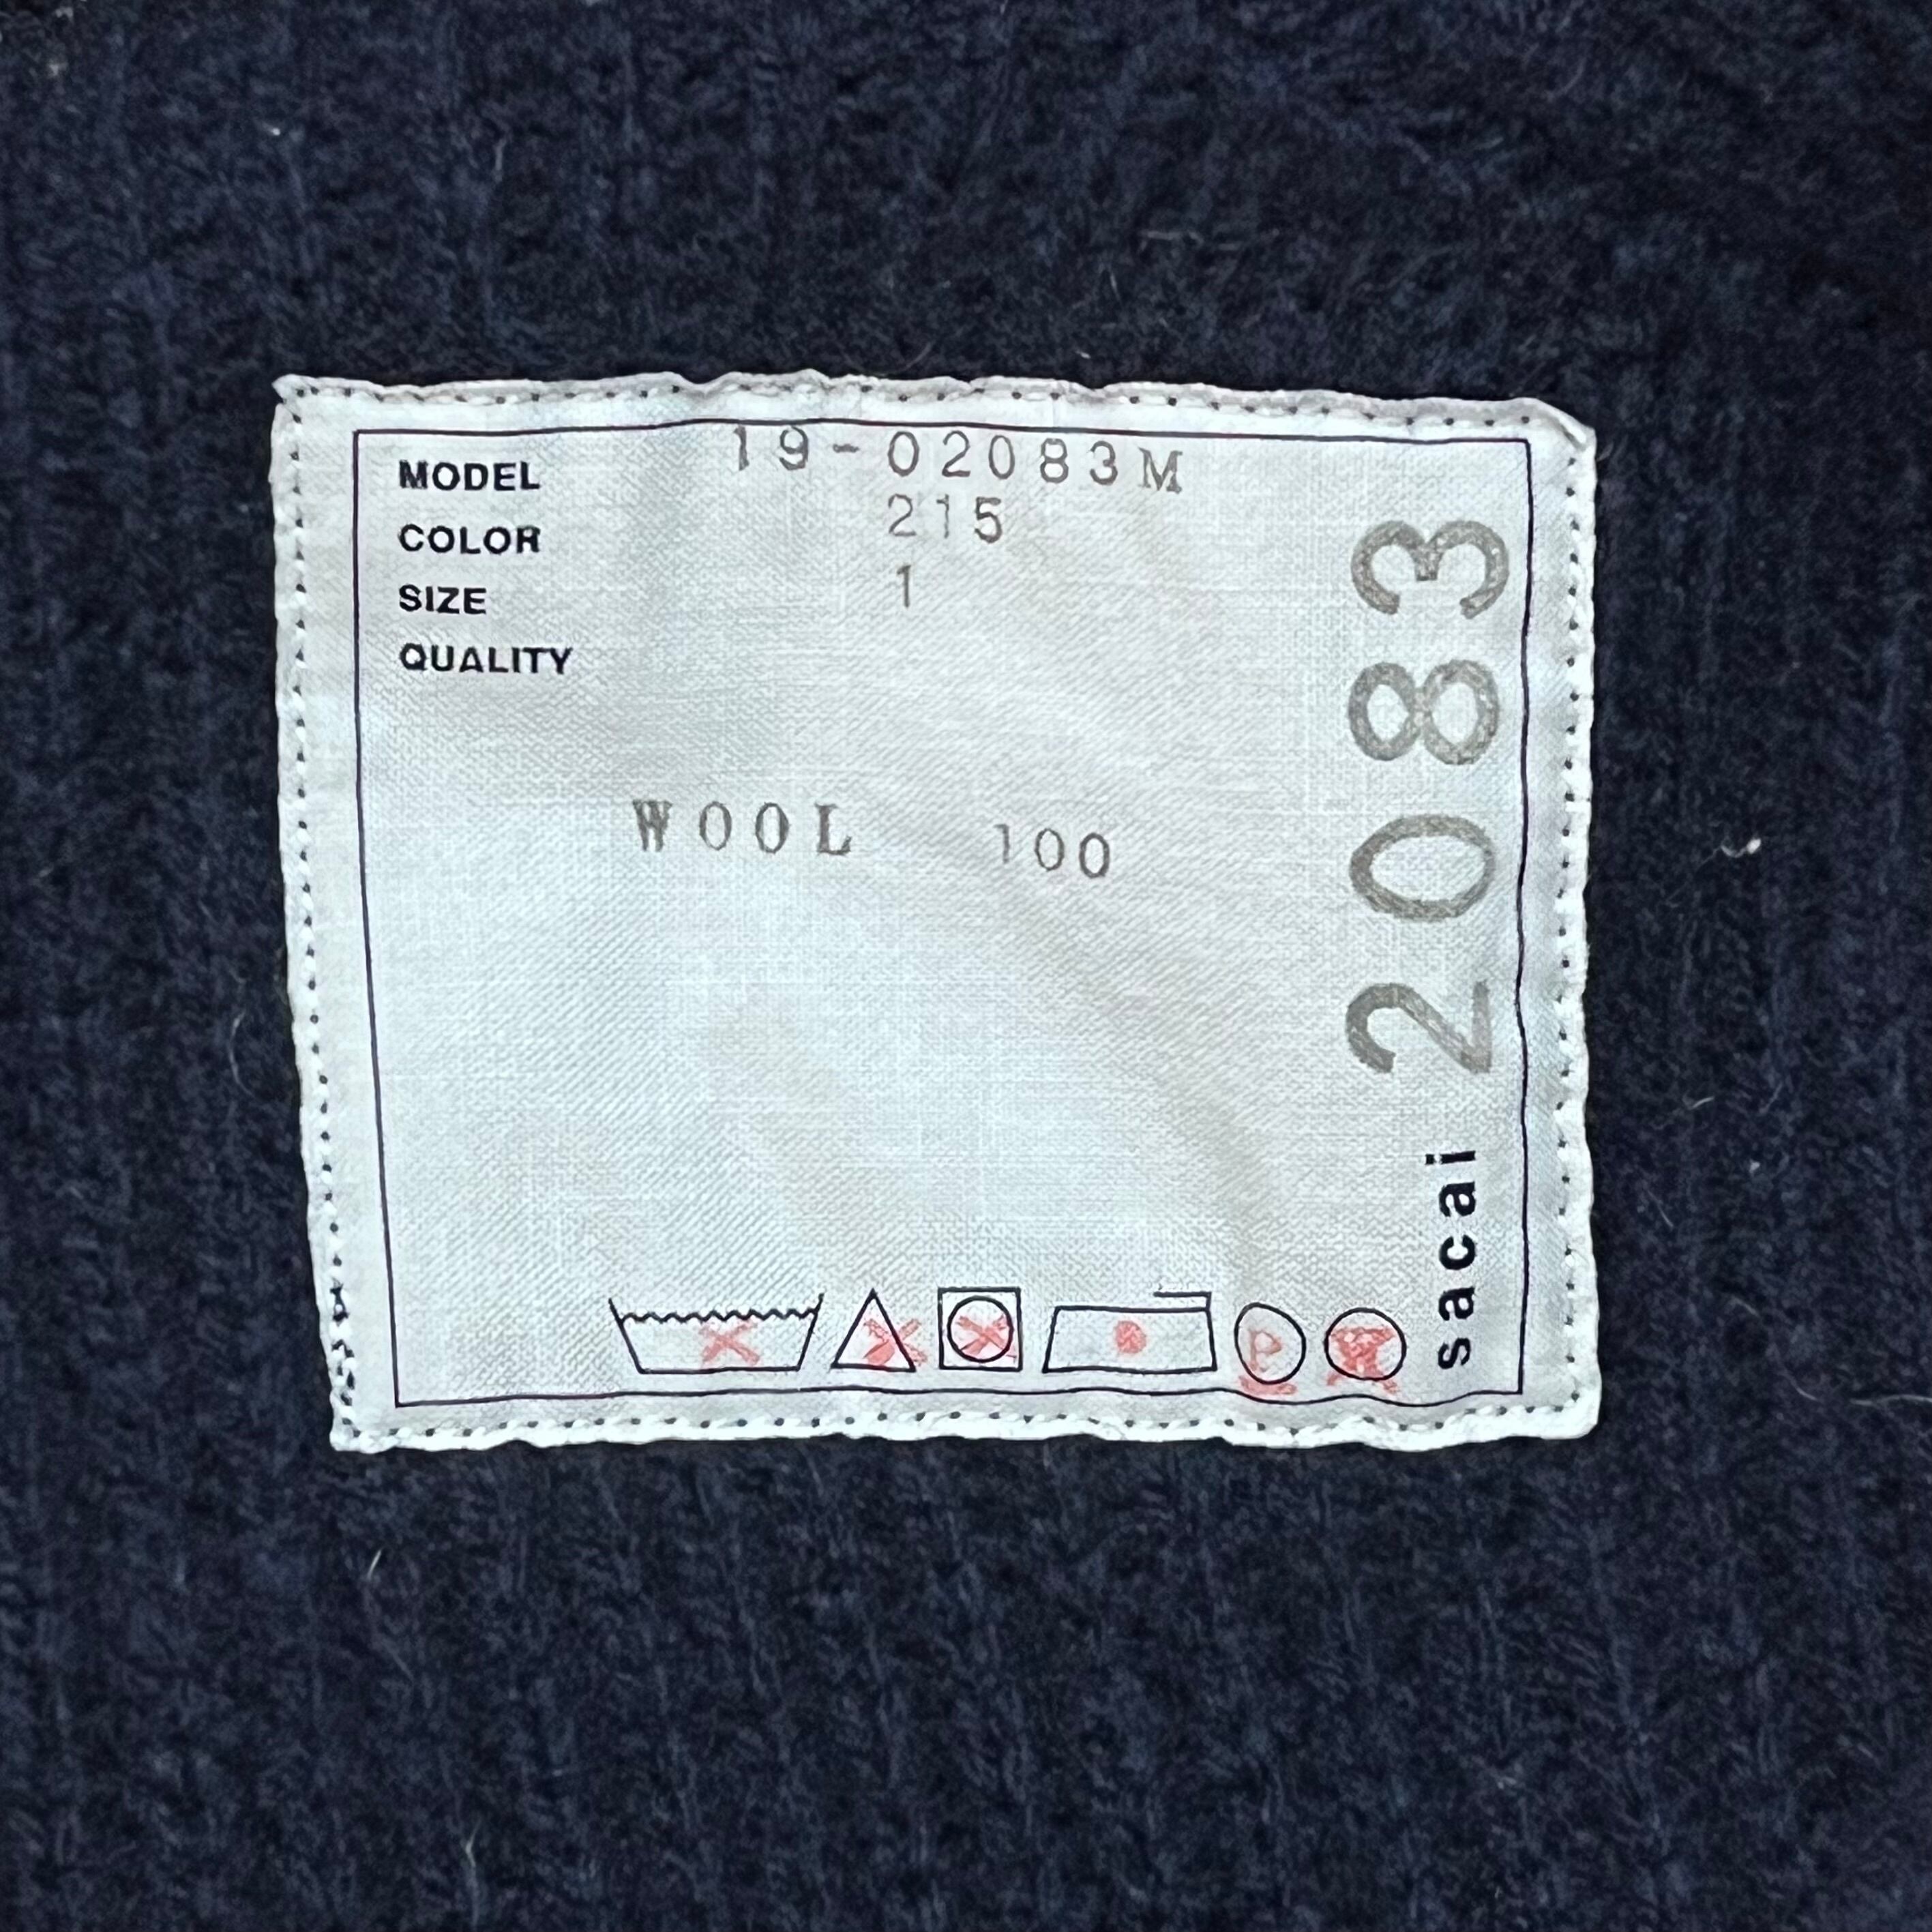 MODEL 19-02083M
COLOR 215
SIZE 1
QUALITY
WOOL 100
P
sacai 2083